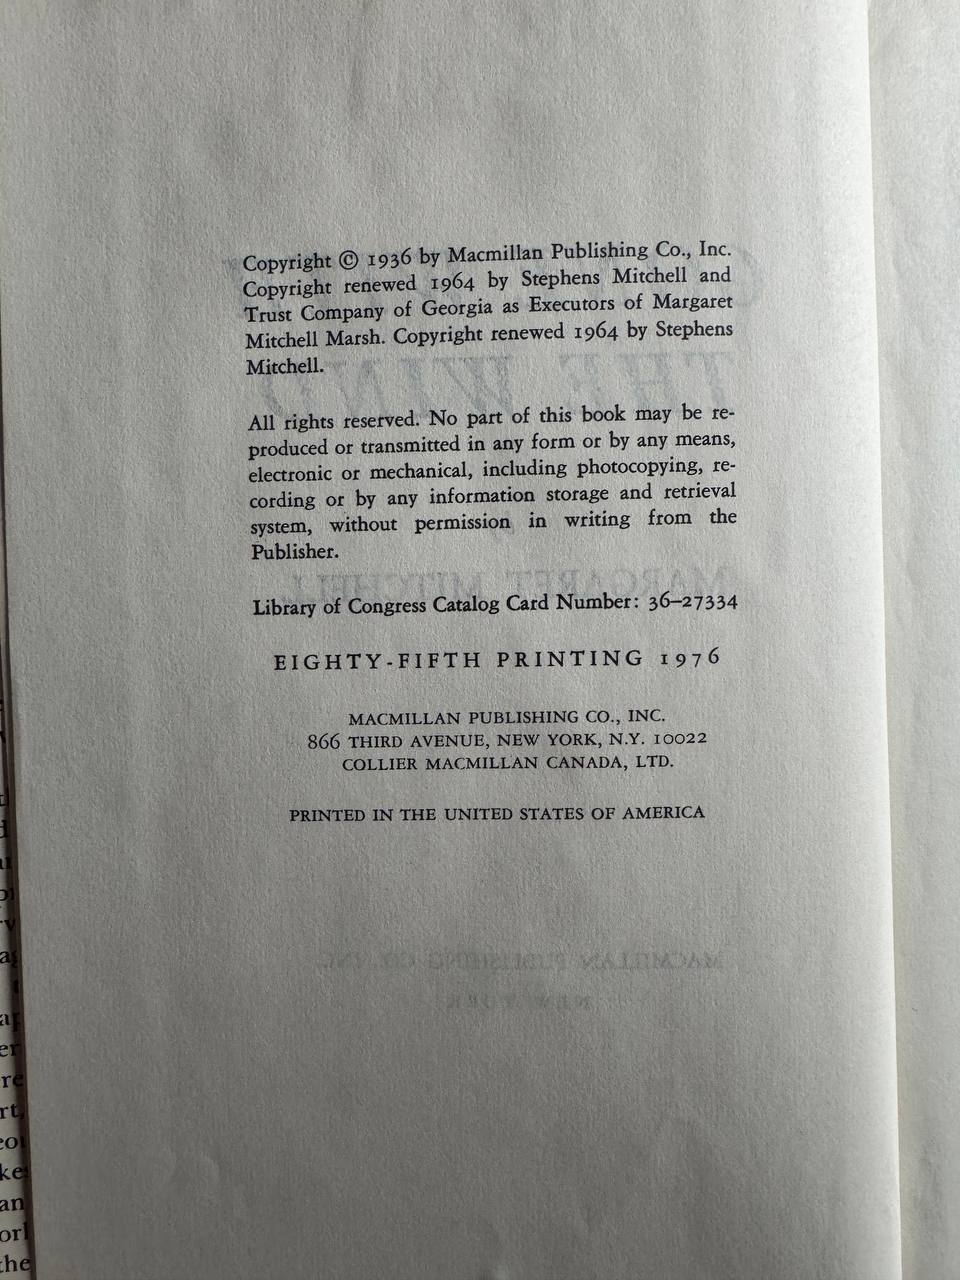 Copyright © 1936 by Macmillan Publishing Co., Inc.
Copyright renewed 1964 by Stephens Mitchell and
Trust Company of Georgia as Executors of Margaret
Mitchell Marsh. Copyright renewed 1964 by Stephens
Mitchell.
All rights reserved. No part of this book may be re-
produced or transmitted in any form or by any means,
electronic or mechanical, including photocopying, re-
cording or by any information storage and retrieval
system, without permission in writing from the
Publisher.
Library of Congress Catalog Card Number: 36–27334
EIGHTY-FIFTH PRINTING 1976
MACMILLAN PUBLISHING CO., INC.
866 THIRD AVENUE, NEW YORK, N.Y. 10022
COLLIER MACMILLAN CANADA, LTD.
PRINTED IN THE UNITED STATES OF AMERICA